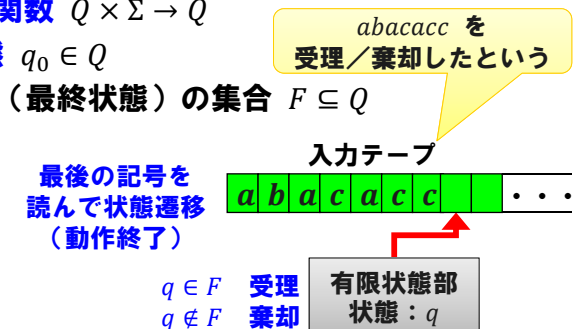 関数 Q × Σ → Q
q₀ ∈ Q
（最終状態）の集合 F ⊆ Q
abacacc を
受理／棄却したという
入力テープ
最後の記号を
読んで状態遷移
（動作終了）
a b a c a c c ・・・
q ∈ F 受理
q ∉ F 棄却
有限状態部
状態：q